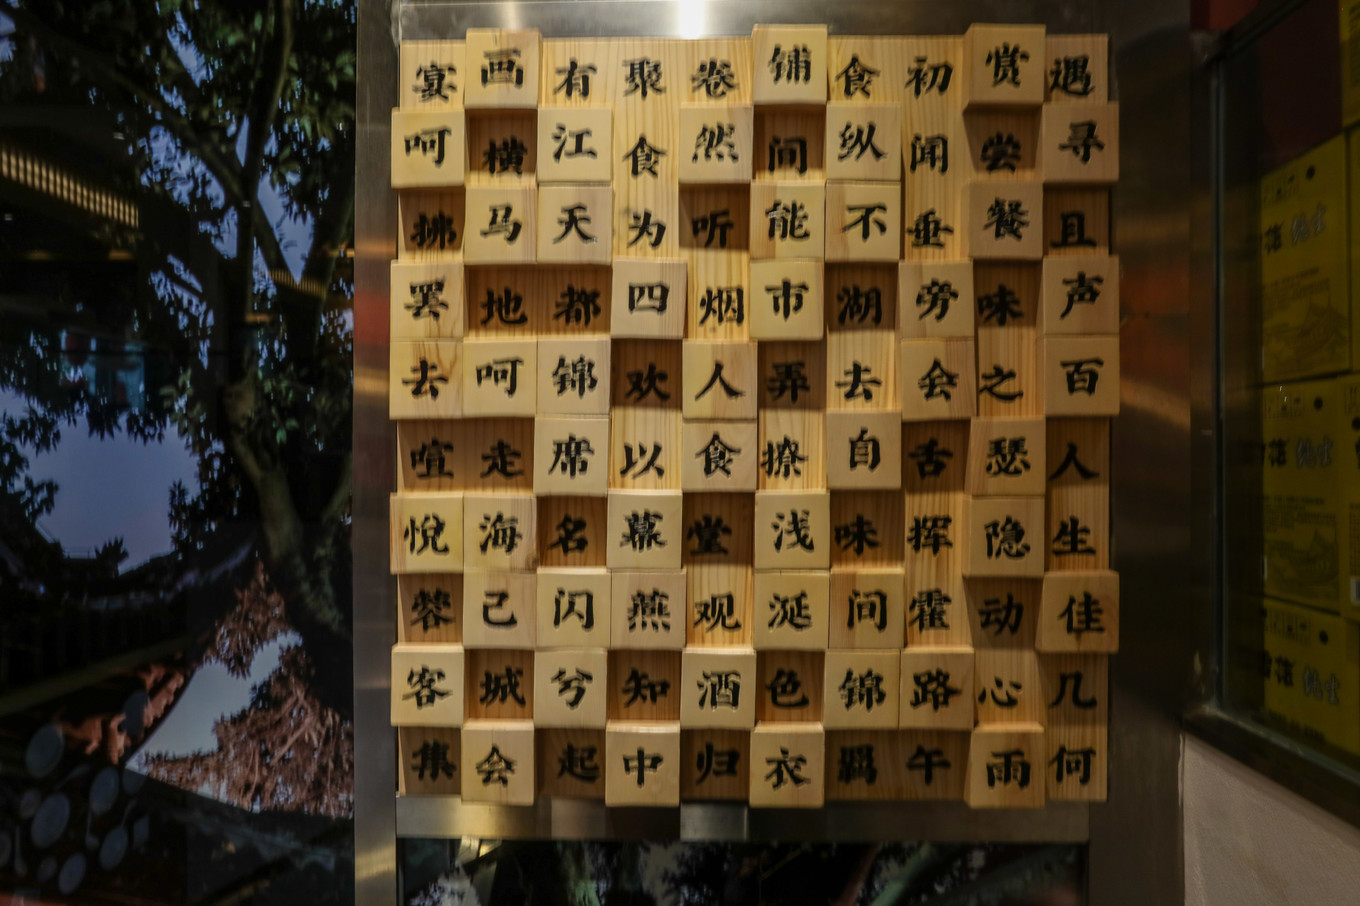 遇寻且声百人生佳几何
赏尝餐味之瑟隐动心雨
初闻垂旁会舌挥霍路午
食纵不湖去自味间锦羁
铺间能市弄撩浅涎色衣
卷然听烟人食堂观酒归
聚食为四欢以幕燕知中
有江天都锦席名闪兮起
画横马地呵走海己城会
宴呵拂罢去喧悦蓉客集